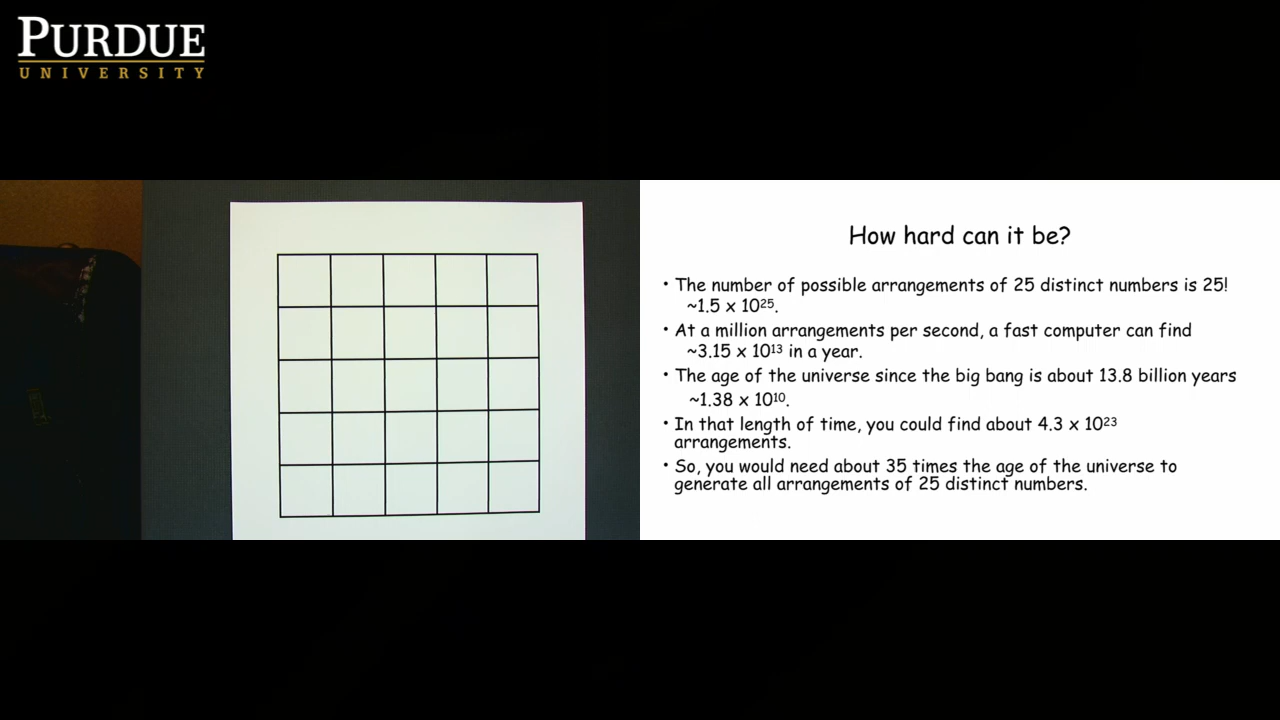 PURDUE
UNIVERSITY
How hard can it be?
• The number of possible arrangements of 25 distinct numbers is 25!
~1.5 x 10²⁵.
• At a million arrangements per second, a fast computer can find
~3.15 x 10¹³ in a year.
• The age of the universe since the big bang is about 13.8 billion years
~1.38 x 10¹⁰.
• In that length of time, you could find about 4.3 x 10²³
arrangements.
• So, you would need about 35 times the age of the universe to
generate all arrangements of 25 distinct numbers.